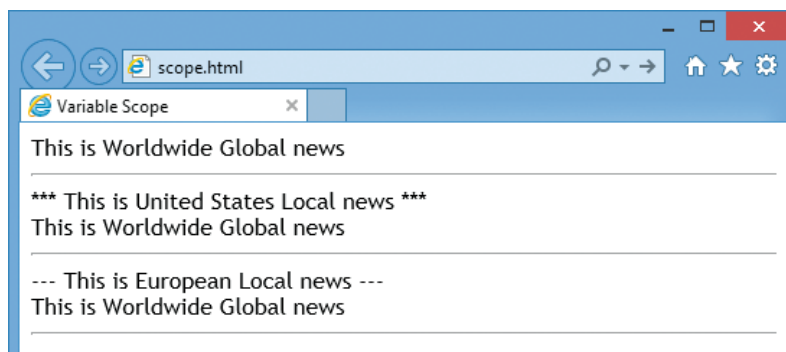 scope.html
Variable Scope
This is Worldwide Global news
*** This is United States Local news ***
This is Worldwide Global news
--- This is European Local news ---
This is Worldwide Global news